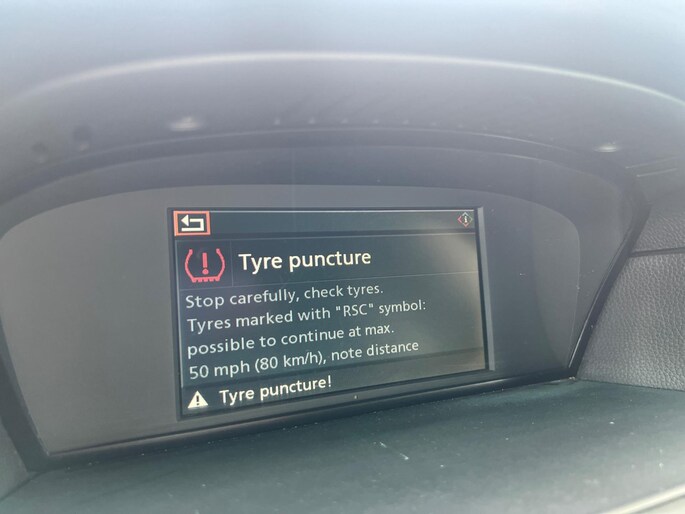 Tyre puncture
Stop carefully, check tyres.
Tyres marked with "RSC" symbol:
possible to continue at max.
50 mph (80 km/h), note distance
Tyre puncture!